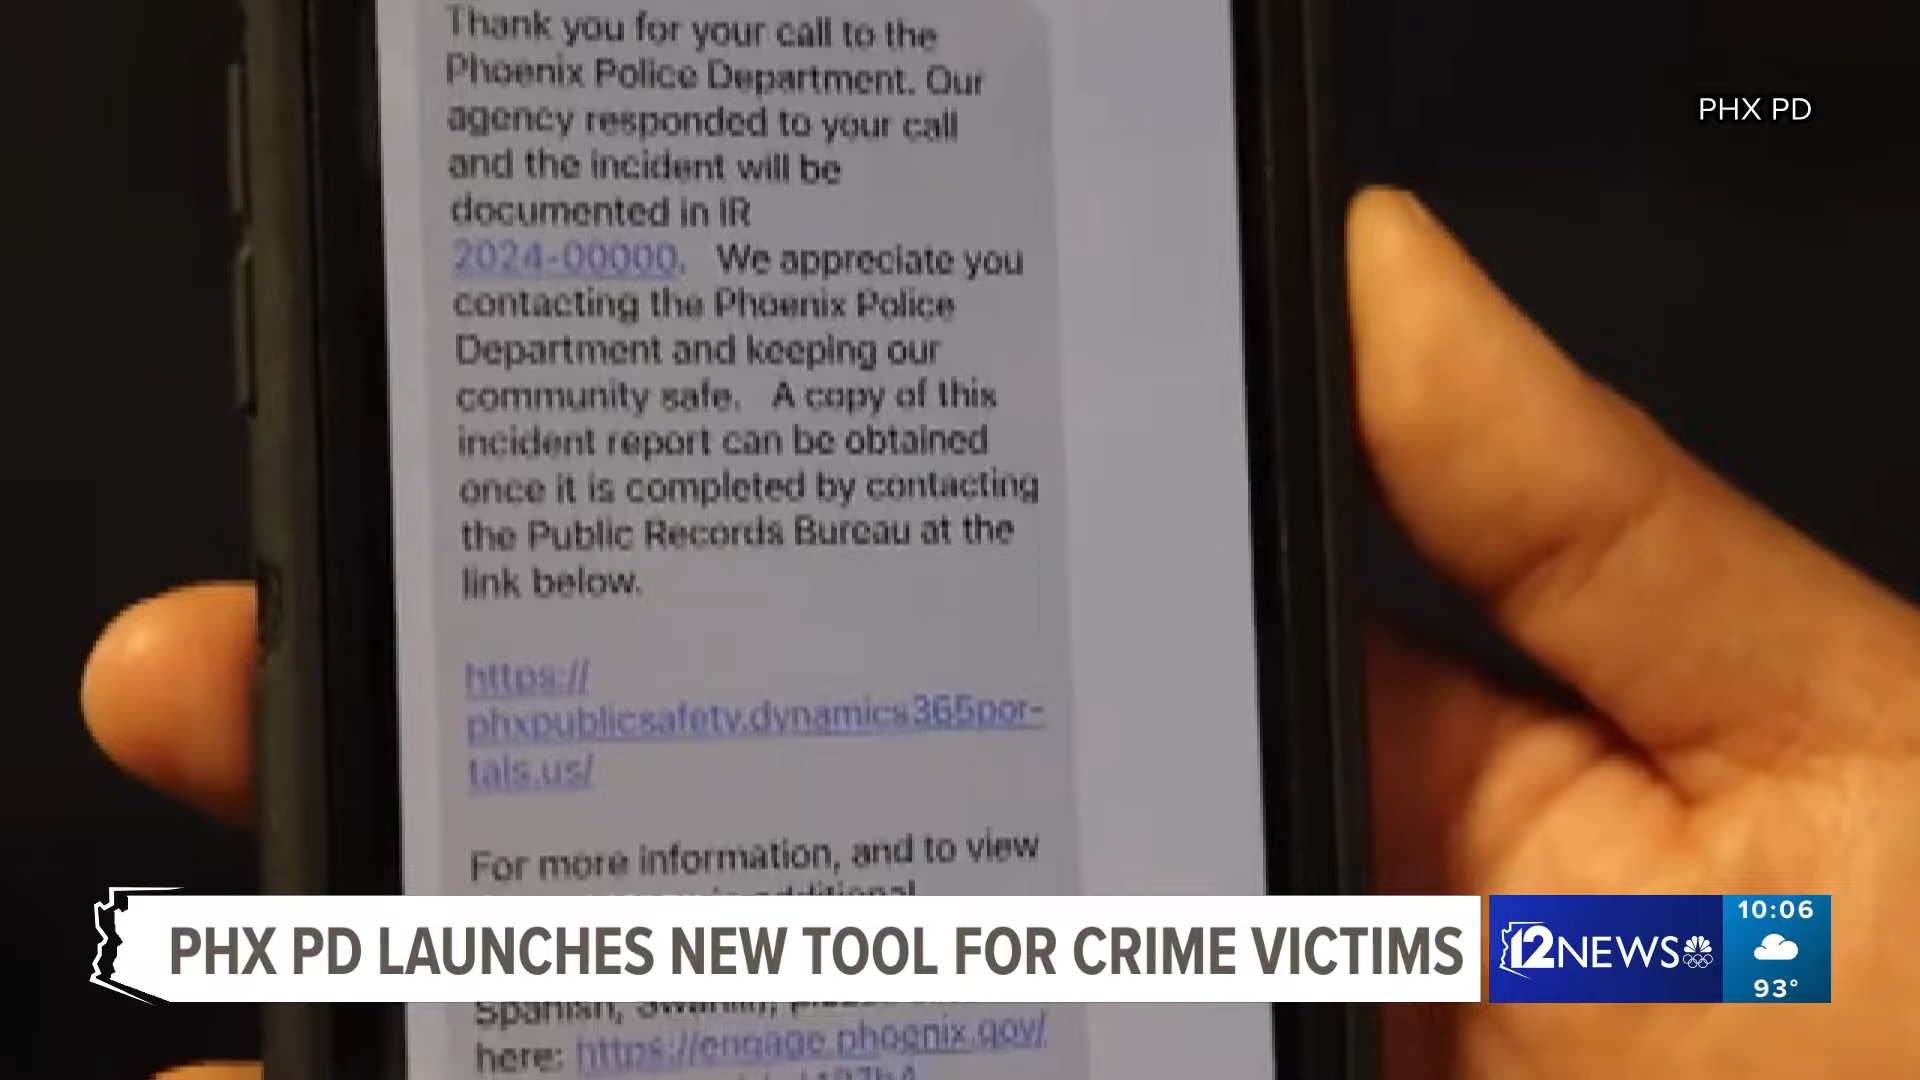 Thank you for your call to the
Phoenix Police Department. Our
agency responded to your call
and the incident will be
documented in IR
2024-00000. We appreciate you
contacting the Phoenix Police
Department and keeping our
community safe. A copy of this
incident report can be obtained
once it is completed by contacting
the Public Records Bureau at the
link below.
https://
phxpublicsafety.dynamics365por-
tals.us/
For more information, and to view
additional
Spanish, Swahili), please
here: https://engage.phoenix.gov/
PHX PD
PHX PD LAUNCHES NEW TOOL FOR CRIME VICTIMS
12NEWS
10:06
93°